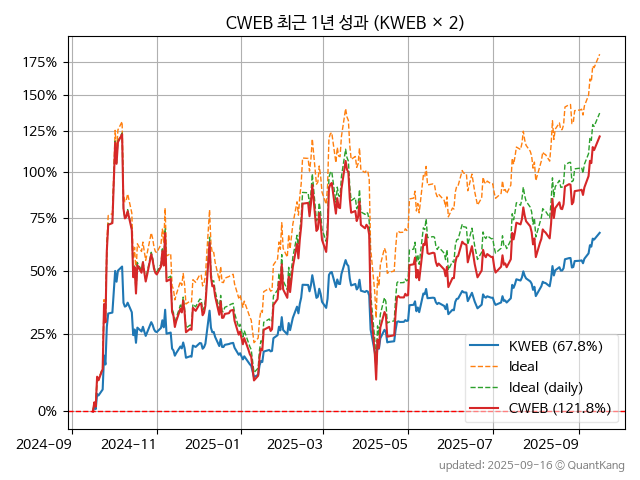 CWEB 최근 1년 성과 (KWEB × 2)
175%
150%
125%
100%
75%
50%
25%
0%
KWEB (67.8%)
Ideal
Ideal (daily)
CWEB (121.8%)
2024-09
2024-11
2025-01
2025-03
2025-05
2025-07
2025-09
updated: 2025-09-16 © QuantKang